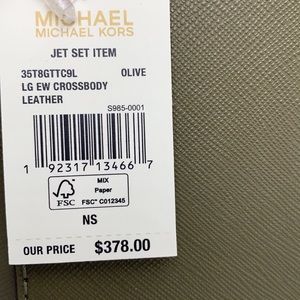 MICHAEL
MICHAEL KORS
JET SET ITEM
35T8GTTC9L OLIVE
LG EW CROSSBODY
LEATHER
S985-0001
1 92317 13466 7
FSC
MIX
Paper
FSC® C012345
NS
OUR PRICE $378.00